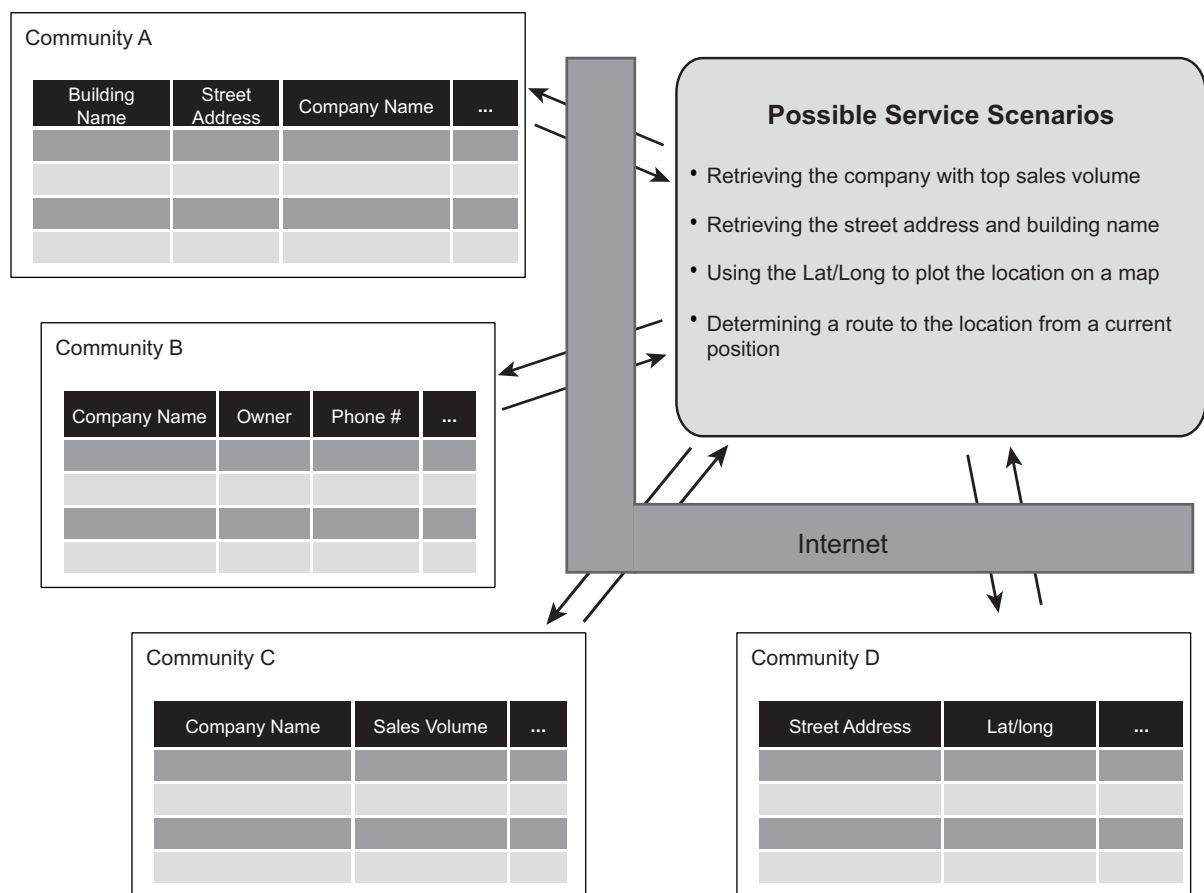 Community A
Building Name
Street Address
Company Name
...
Possible Service Scenarios
• Retrieving the company with top sales volume
• Retrieving the street address and building name
• Using the Lat/Long to plot the location on a map
• Determining a route to the location from a current
position
Community B
Company Name
Owner
Phone #
...
Internet
Community C
Company Name
Sales Volume
...
Community D
Street Address
Lat/long
...